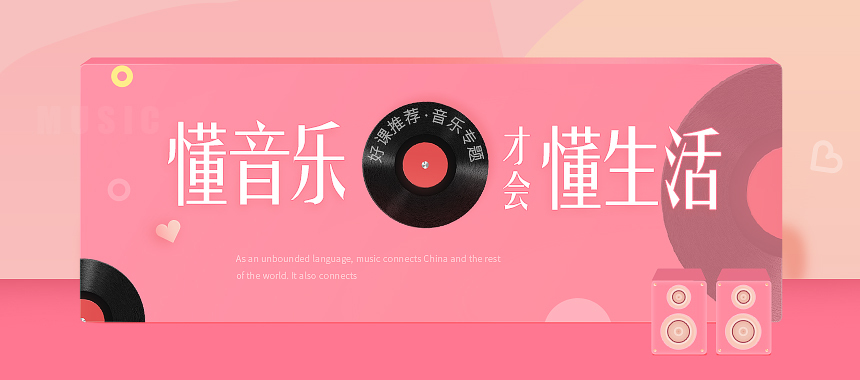 MUSIC
懂音乐
好课推荐·音乐专题
才会
懂生活
As an unbounded language, music connects China and the rest
of the world. It also connects